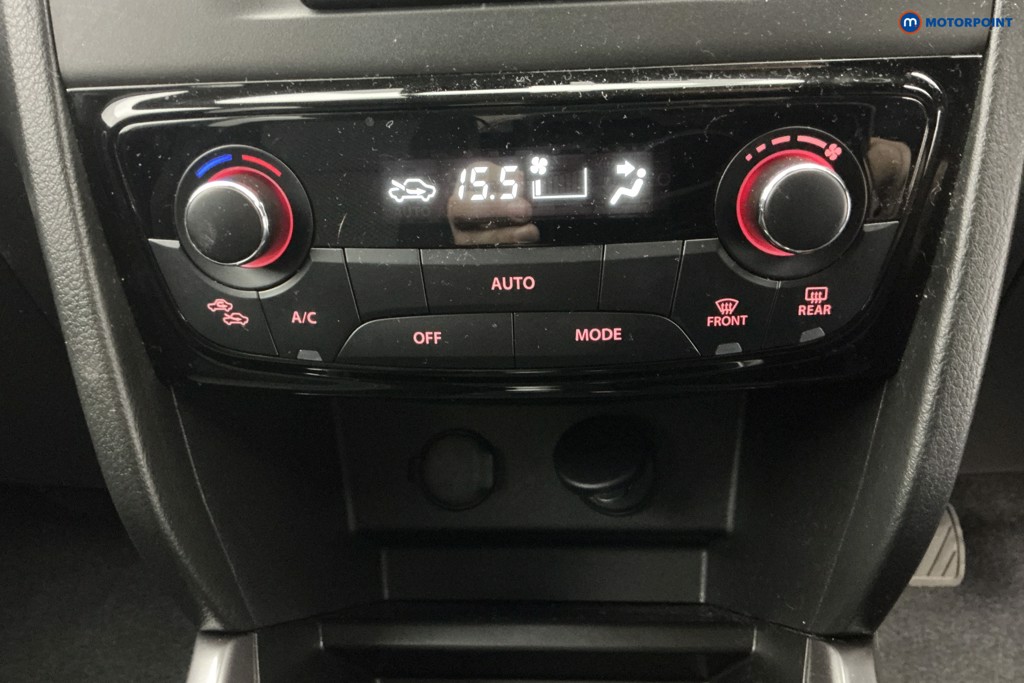 m MOTORPOINT
15.5
AUTO
A/C
OFF
MODE
FRONT
REAR